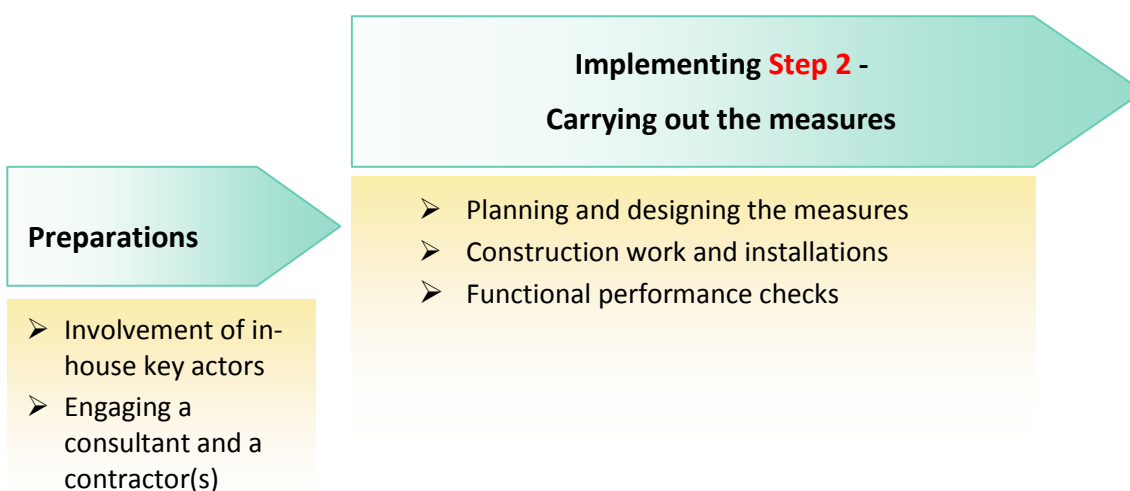 Implementing Step 2 -
Carrying out the measures
Preparations
➢ Planning and designing the measures
➢ Construction work and installations
➢ Functional performance checks
➢ Involvement of in-
house key actors
➢ Engaging a
consultant and a
contractor(s)